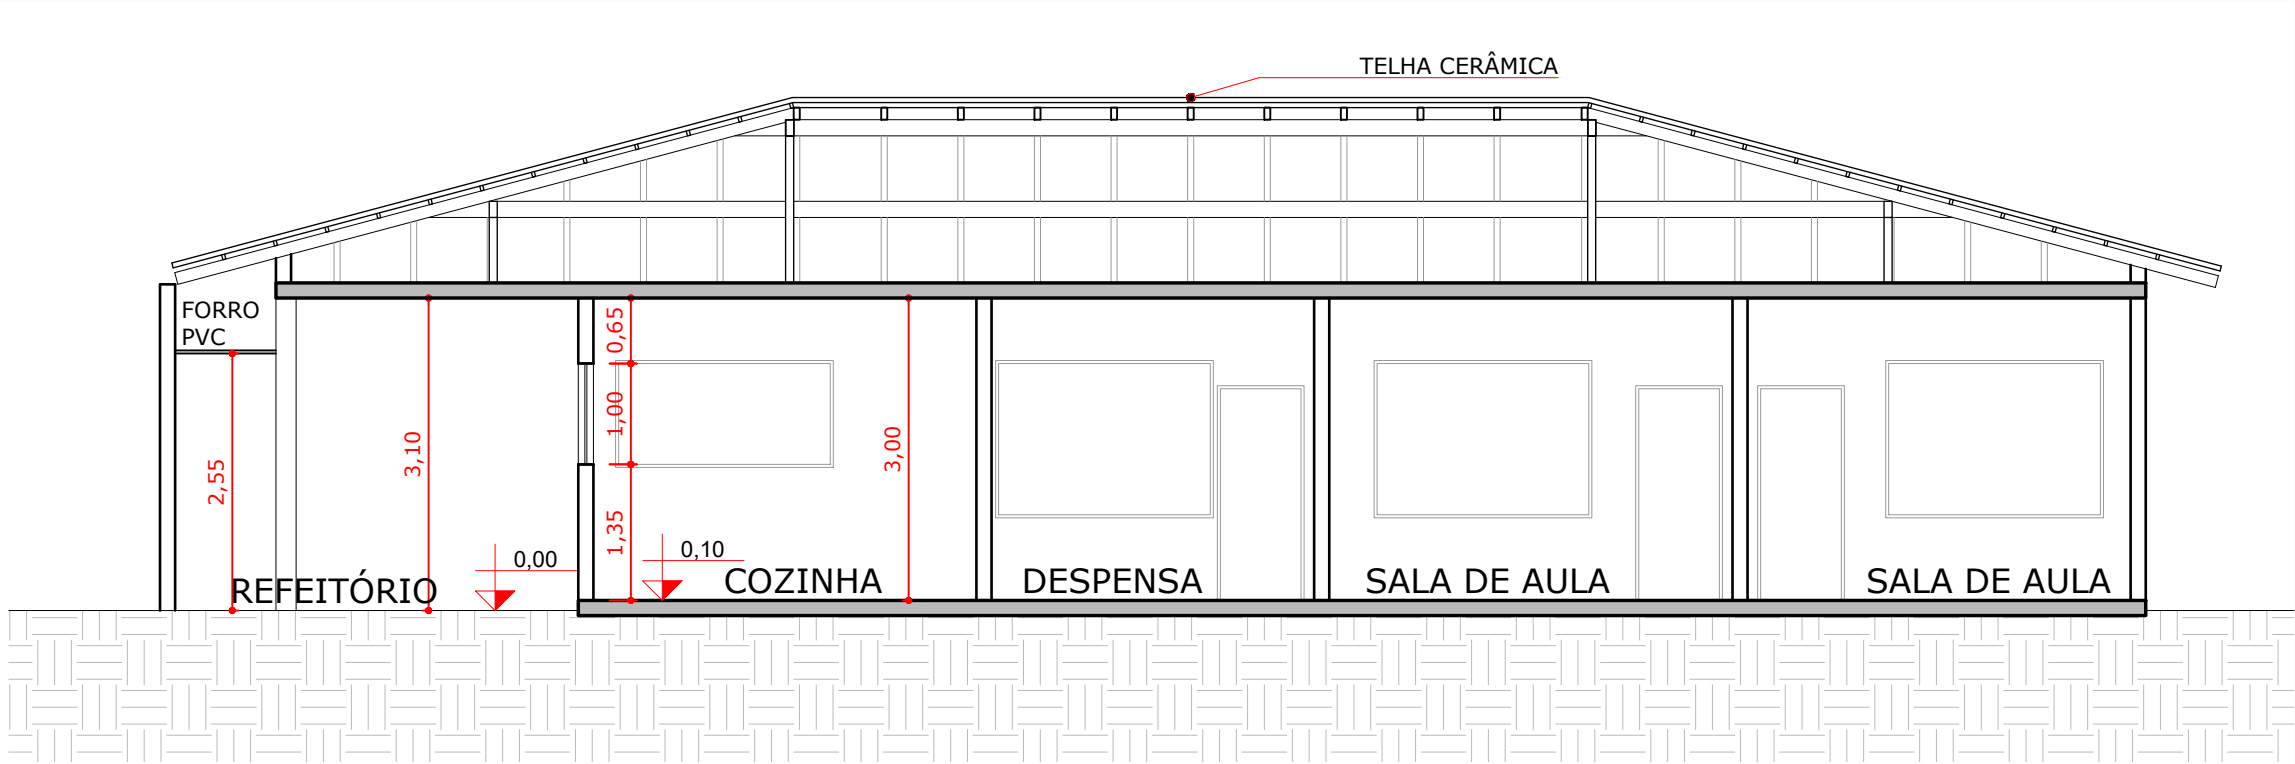 TELHA CERÂMICA
FORRO
PVC
2,55
3,10
0,65
1,00
1,35
3,00
0,00
0,10
REFEITÓRIO
COZINHA
DESPENSA
SALA DE AULA
SALA DE AULA